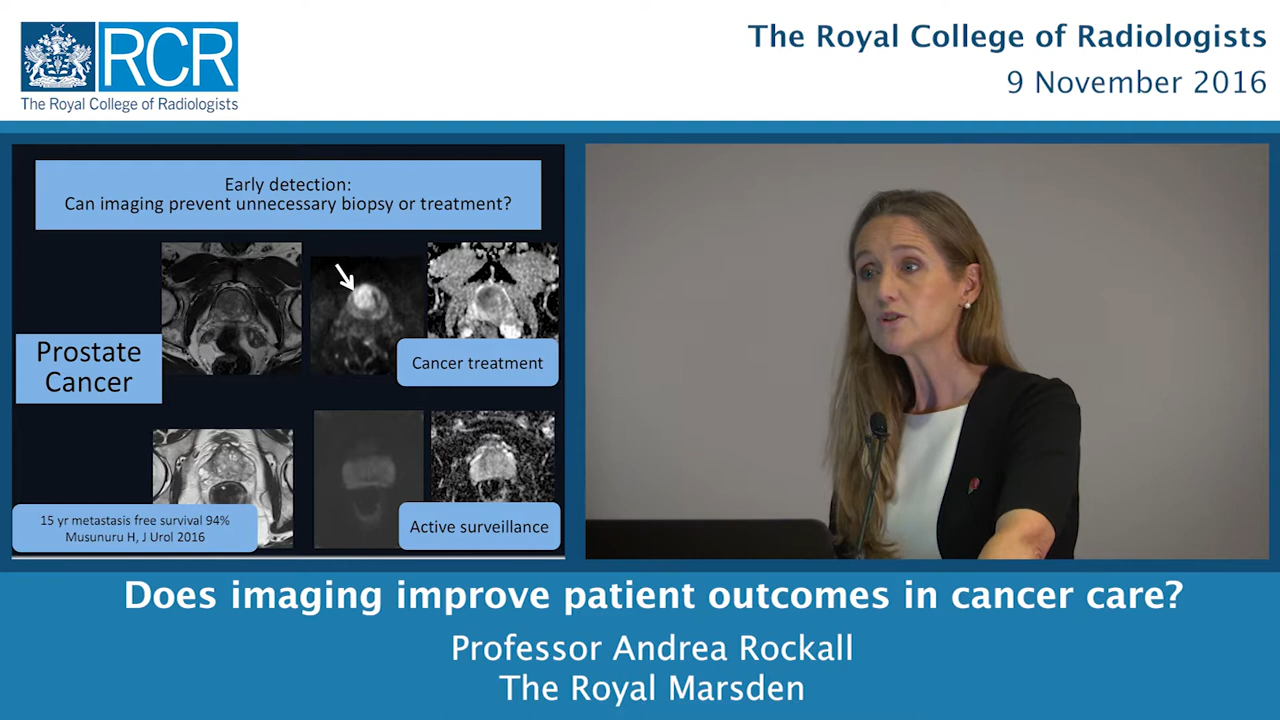 RCR
The Royal College of Radiologists
The Royal College of Radiologists
9 November 2016
Early detection:
Can imaging prevent unnecessary biopsy or treatment?
Prostate
Cancer
Cancer treatment
15 yr metastasis free survival 94%
Musunuru H, J Urol 2016
Active surveillance
Does imaging improve patient outcomes in cancer care?
Professor Andrea Rockall
The Royal Marsden